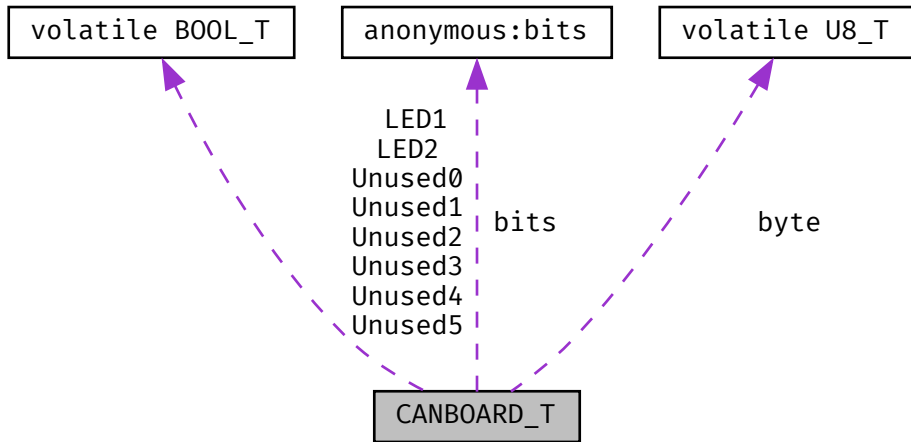 volatile BOOL_T
anonymous:bits
volatile U8_T
LED1
LED2
Unused0
Unused1
Unused2
Unused3
Unused4
Unused5
bits
byte
CANBOARD_T